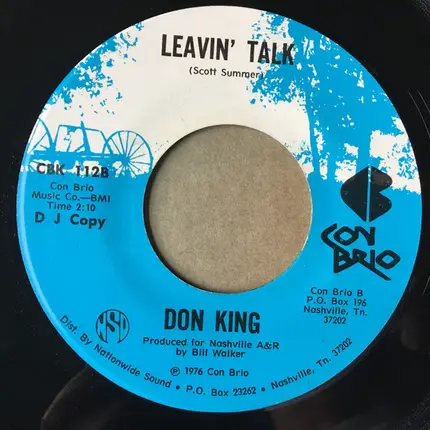 LEAVIN' TALK
(Scott Summer)
CBK 112B
Con Brio
Music Co.—BMI
Time 2:10
D J Copy
CON
BRIO
Con Brio B
P.O. Box 196
Nashville, Tn.
37202
NSD
DON KING
Produced for Nashville A&R
by Bill Walker
℗ 1976 Con Brio
Dist. By Nationwide Sound • P.O. Box 23262 • Nashville, Tn. 37202